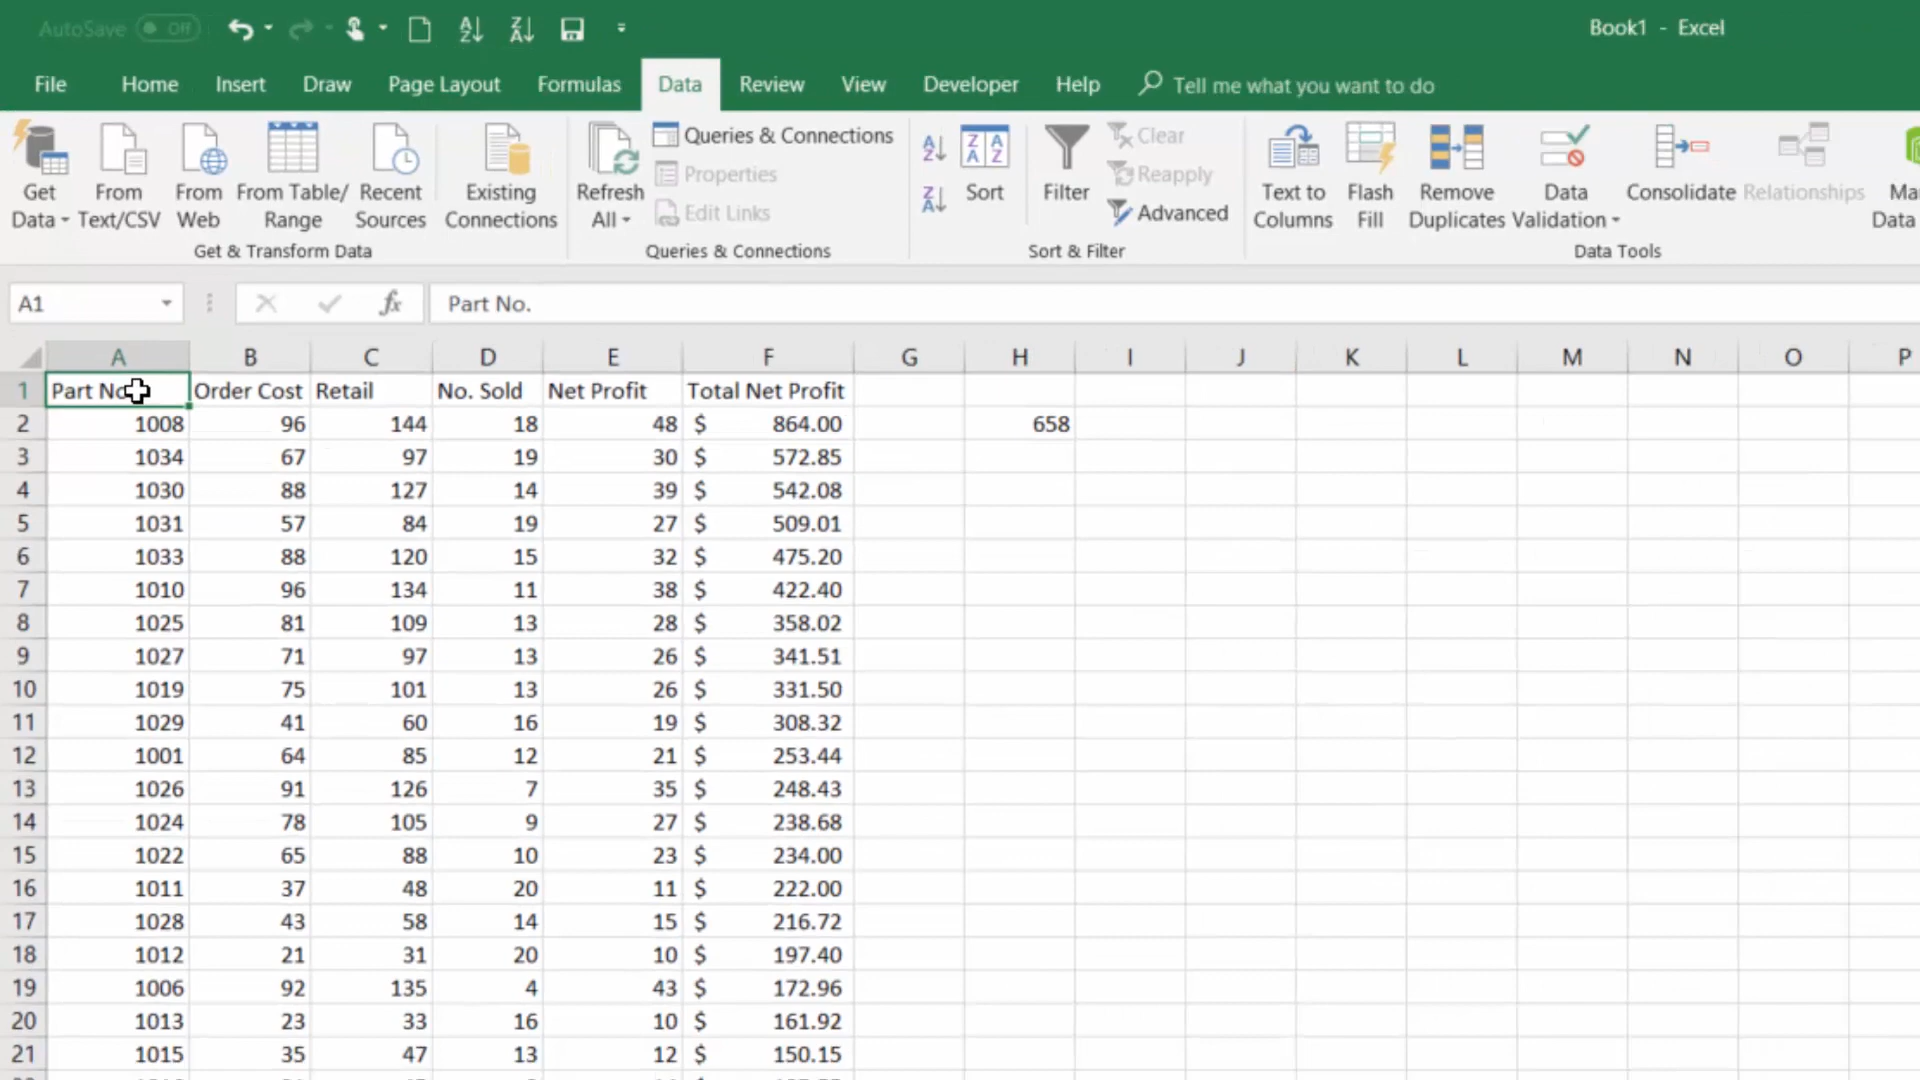 AutoSave Off
Book1 - Excel
File Home Insert Draw Page Layout Formulas Data Review View Developer Help Tell me what you want to do
Get Data
From Text/CSV
From Web
From Table/ Range
Recent Sources
Existing Connections
Get & Transform Data
Refresh All
Queries & Connections
Properties
Edit Links
Queries & Connections
Sort
Filter
Clear
Reapply
Advanced
Sort & Filter
Text to Columns
Flash Fill
Remove Duplicates
Data Validation
Consolidate
Relationships
Data
Data Tools
A1 fx Part No.
A B C D E F G H I J K L M N O P
1 Part No Order Cost Retail No. Sold Net Profit Total Net Profit
2 1008 96 144 18 48 $ 864.00 658
3 1034 67 97 19 30 $ 572.85
4 1030 88 127 14 39 $ 542.08
5 1031 57 84 19 27 $ 509.01
6 1033 88 120 15 32 $ 475.20
7 1010 96 134 11 38 $ 422.40
8 1025 81 109 13 28 $ 358.02
9 1027 71 97 13 26 $ 341.51
10 1019 75 101 13 26 $ 331.50
11 1029 41 60 16 19 $ 308.32
12 1001 64 85 12 21 $ 253.44
13 1026 91 126 7 35 $ 248.43
14 1024 78 105 9 27 $ 238.68
15 1022 65 88 10 23 $ 234.00
16 1011 37 48 20 11 $ 222.00
17 1028 43 58 14 15 $ 216.72
18 1012 21 31 20 10 $ 197.40
19 1006 92 135 4 43 $ 172.96
20 1013 23 33 16 10 $ 161.92
21 1015 35 47 13 12 $ 150.15